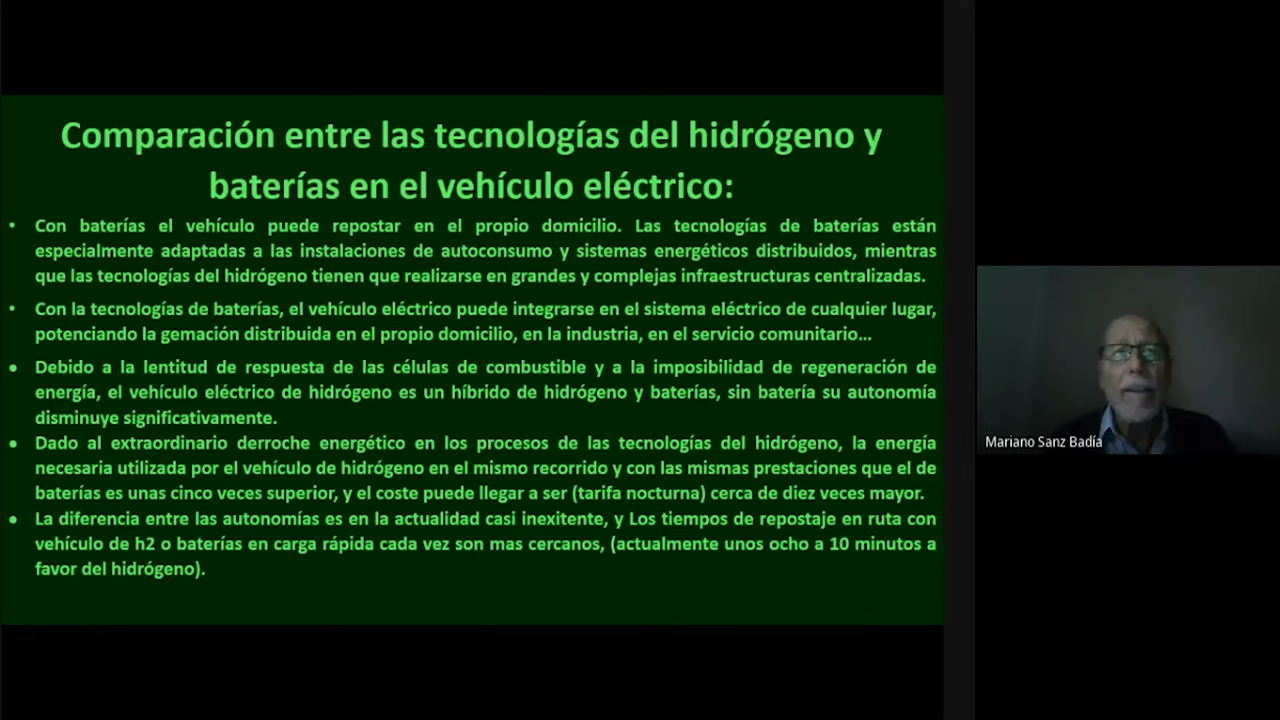 Comparación entre las tecnologías del hidrógeno y
baterías en el vehículo eléctrico:
• Con baterías el vehículo puede repostar en el propio domicilio. Las tecnologías de baterías están
especialmente adaptadas a las instalaciones de autoconsumo y sistemas energéticos distribuidos, mientras
que las tecnologías del hidrógeno tienen que realizarse en grandes y complejas infraestructuras centralizadas.
• Con la tecnologías de baterías, el vehículo eléctrico puede integrarse en el sistema eléctrico de cualquier lugar,
potenciando la gemación distribuida en el propio domicilio, en la industria, en el servicio comunitario...
• Debido a la lentitud de respuesta de las células de combustible y a la imposibilidad de regeneración de
energía, el vehículo eléctrico de hidrógeno es un híbrido de hidrógeno y baterías, sin batería su autonomía
disminuye significativamente.
• Dado al extraordinario derroche energético en los procesos de las tecnologías del hidrógeno, la energía
necesaria utilizada por el vehículo de hidrógeno en el mismo recorrido y con las mismas prestaciones que el de
baterías es unas cinco veces superior, y el coste puede llegar a ser (tarifa nocturna) cerca de diez veces mayor.
• La diferencia entre las autonomías es en la actualidad casi inexitente, y Los tiempos de repostaje en ruta con
vehículo de h2 o baterías en carga rápida cada vez son mas cercanos, (actualmente unos ocho a 10 minutos a
favor del hidrógeno).
Mariano Sanz Badía